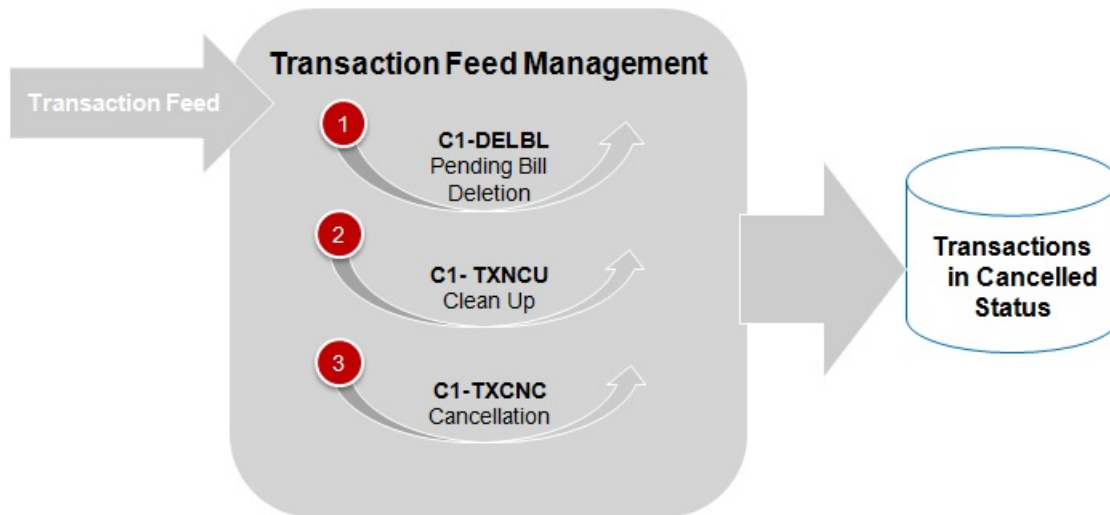 Transaction Feed Management
Transaction Feed
1
C1-DELBL
Pending Bill
Deletion
2
C1- TXNCU
Clean Up
3
C1-TXCNC
Cancellation
Transactions
in Cancelled
Status